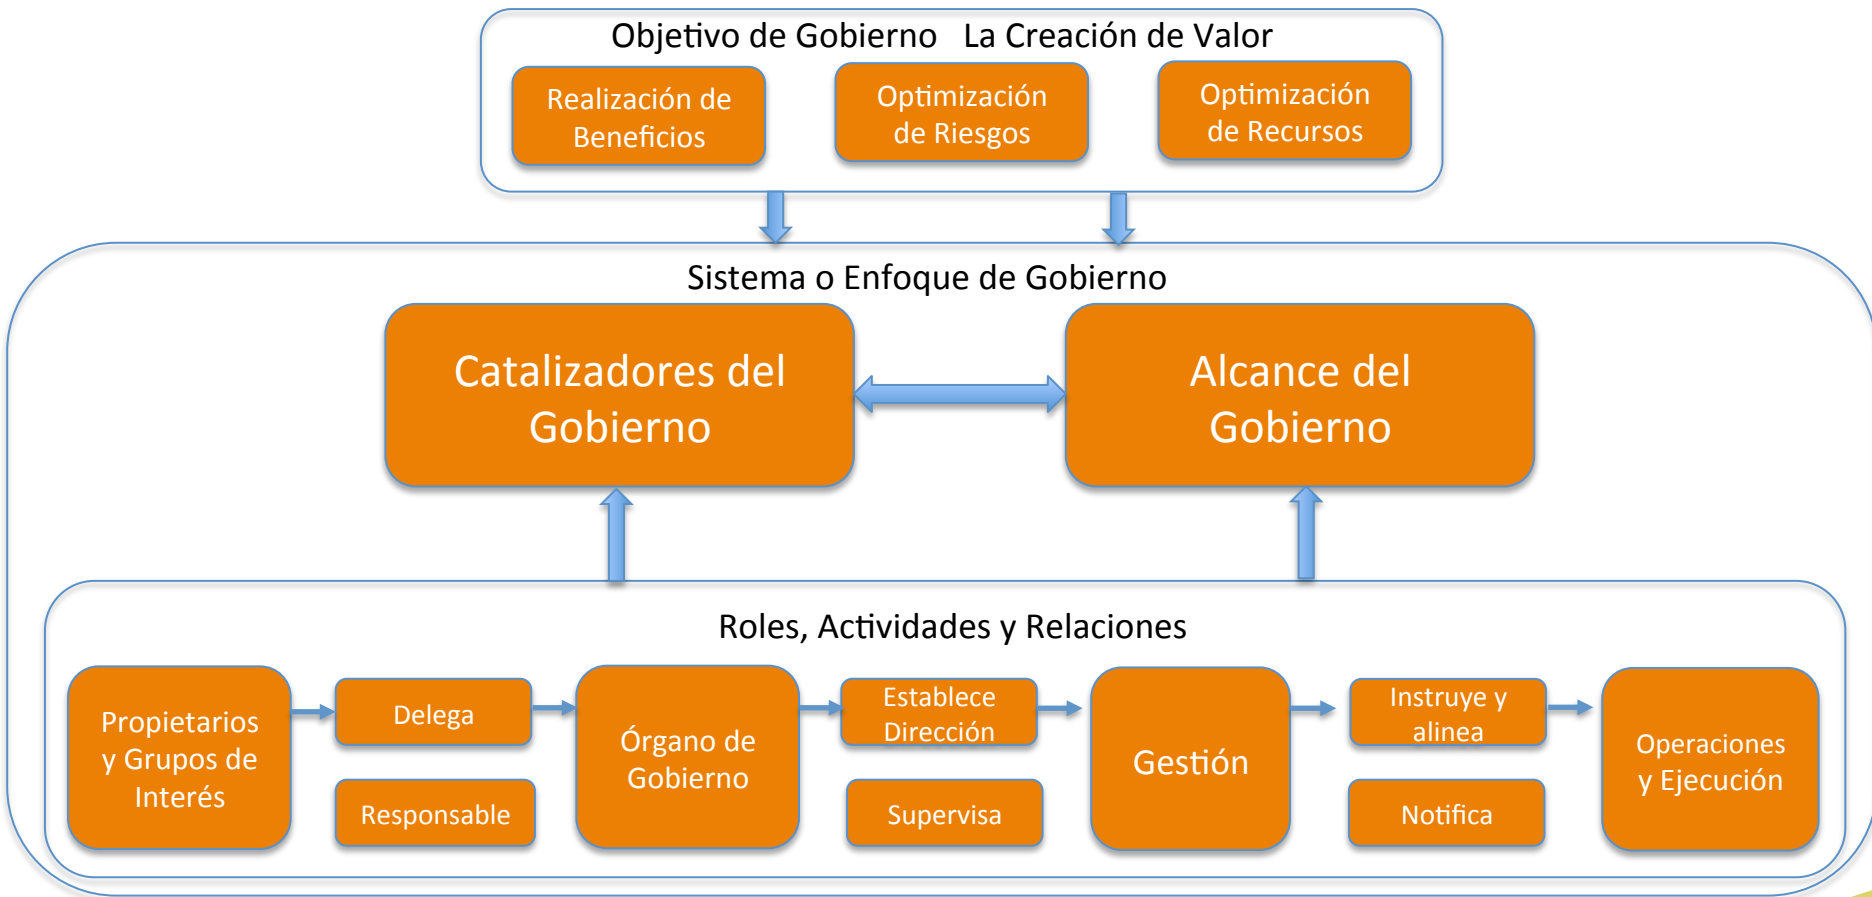 Objetivo de Gobierno   La Creación de Valor
Realización de
Beneficios
Optimización
de Riesgos
Optimización
de Recursos
Sistema o Enfoque de Gobierno
Catalizadores del
Gobierno
Alcance del
Gobierno
Roles, Actividades y Relaciones
Propietarios
y Grupos de
Interés
Delega
Responsable
Órgano de
Gobierno
Establece
Dirección
Supervisa
Gestión
Instruye y
alinea
Notifica
Operaciones
y Ejecución